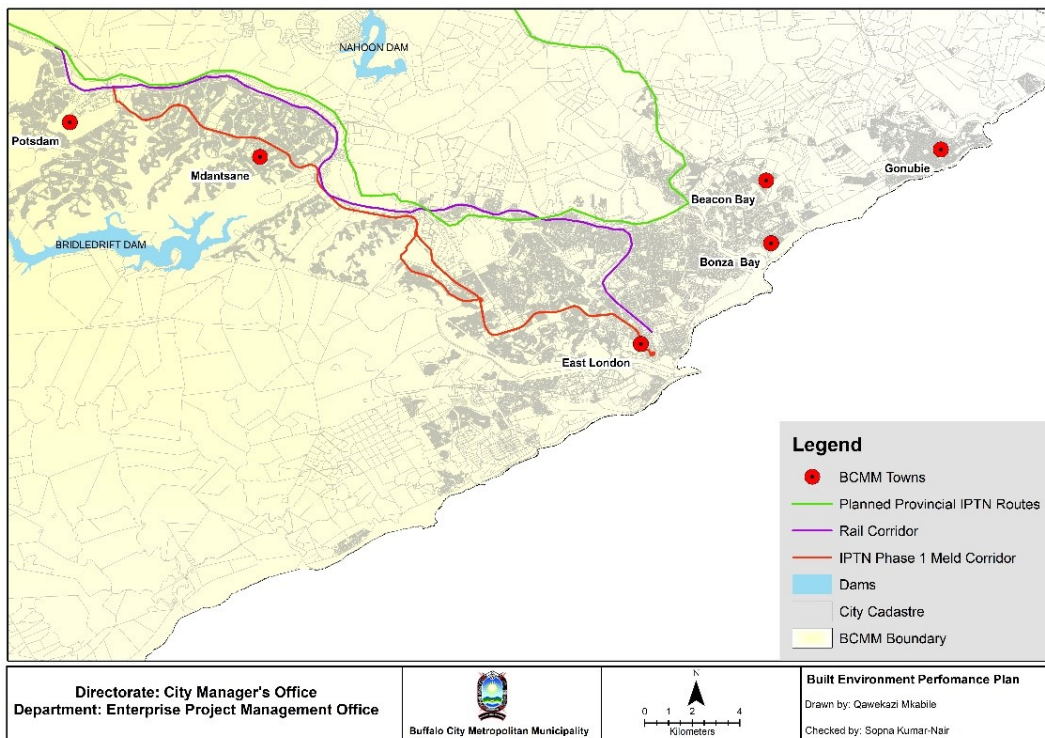 NAHOON DAM
Potsdam
Mdantsane
Gonubie
Beacon Bay
BRIDLEDRIFT DAM
Bonza Bay
East London
Legend
BCMM Towns
Planned Provincial IPTN Routes
Rail Corridor
IPTN Phase 1 Meld Corridor
Dams
City Cadastre
BCMM Boundary
Directorate: City Manager's Office
Department: Enterprise Project Management Office
Buffalo City Metropolitan Municipality
N
0 2 4
Kilometers
Built Environment Perfomance Plan
Drawn by: Qawekazi Mkabile
Checked by: Sopna Kumar-Nair